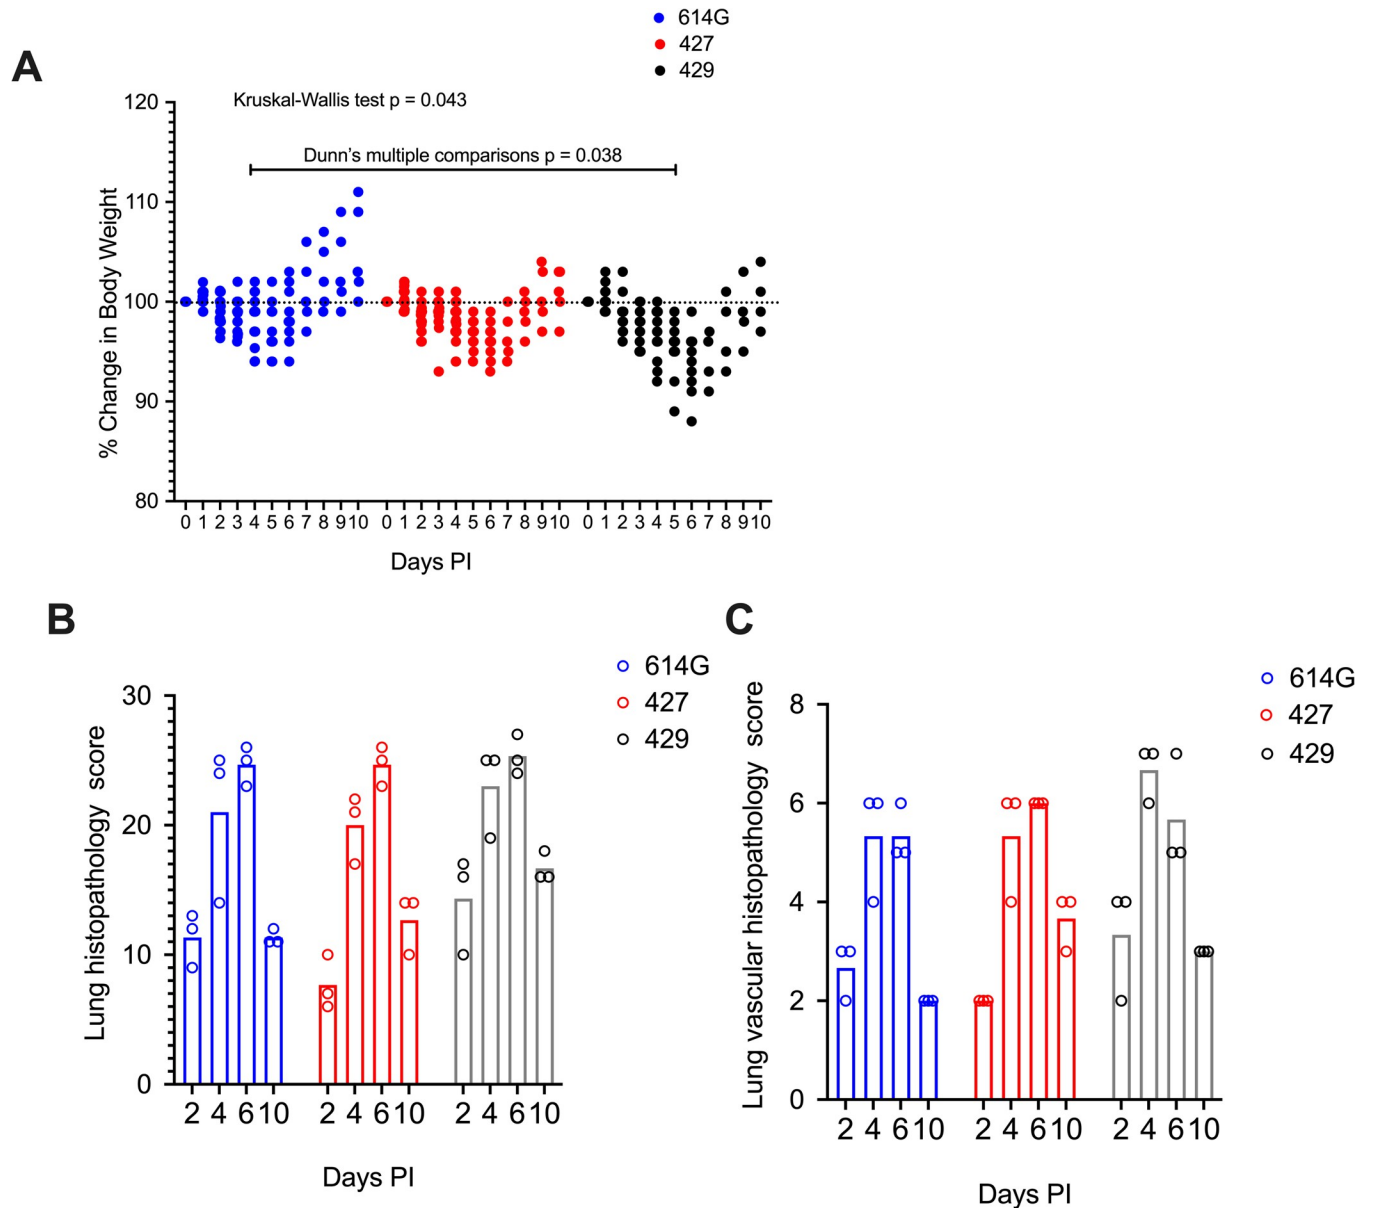 614G
427
429
A
Kruskal-Wallis test p = 0.043
Dunn's multiple comparisons p = 0.038
120
110
100
90
80
% Change in Body Weight
0 1 2 3 4 5 6 7 8 9 10 0 1 2 3 4 5 6 7 8 9 10 0 1 2 3 4 5 6 7 8 9 10
Days PI
B
614G
427
429
30
20
10
0
Lung histopathology score
2 4 6 10 2 4 6 10 2 4 6 10
Days PI
C
614G
427
429
8
6
4
2
0
Lung vascular histopathology score
2 4 6 10 2 4 6 10 2 4 6 10
Days PI